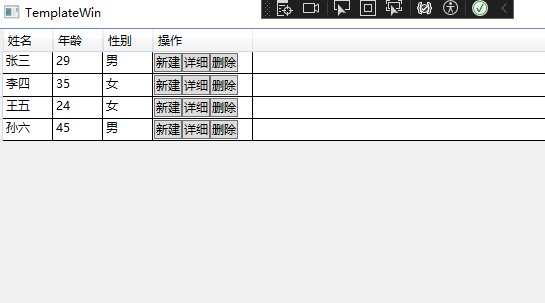 TemplateWin
姓名 年龄 性别 操作
张三 29 男 新建 详细 删除
李四 35 女 新建 详细 删除
王五 24 女 新建 详细 删除
孙六 45 男 新建 详细 删除